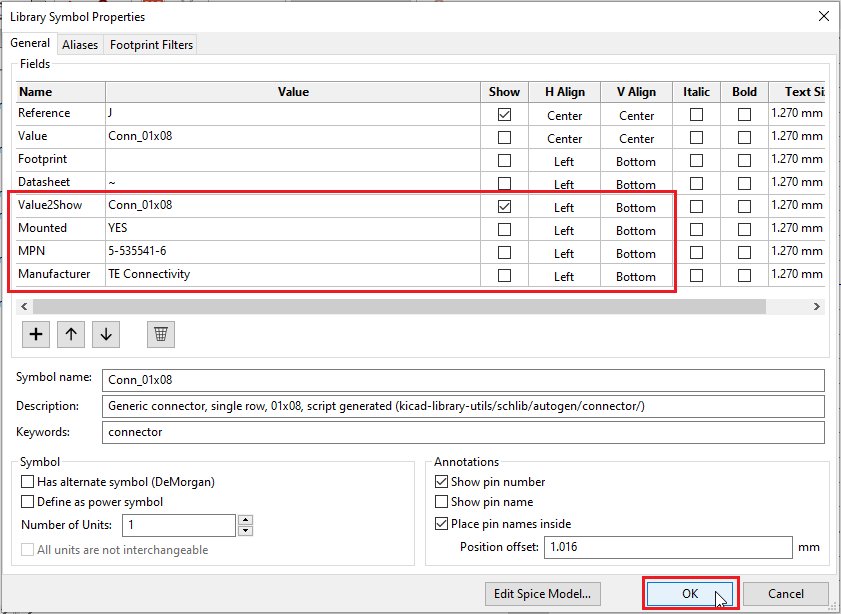 Library Symbol Properties
General Aliases Footprint Filters
Fields
Name Value Show H Align V Align Italic Bold Text Si
Reference J Center Center 1.270 mm
Value Conn_01x08 Center Center 1.270 mm
Footprint Left Bottom 1.270 mm
Datasheet ~ Left Bottom 1.270 mm
Value2Show Conn_01x08 Left Bottom 1.270 mm
Mounted YES Left Bottom 1.270 mm
MPN 5-535541-6 Left Bottom 1.270 mm
Manufacturer TE Connectivity Left Bottom 1.270 mm
Symbol name: Conn_01x08
Description: Generic connector, single row, 01x08, script generated (kicad-library-utils/schlib/autogen/connector/)
Keywords: connector
Symbol
Has alternate symbol (DeMorgan)
Define as power symbol
Number of Units: 1
All units are not interchangeable
Annotations
Show pin number
Show pin name
Place pin names inside
Position offset: 1.016 mm
Edit Spice Model... OK Cancel